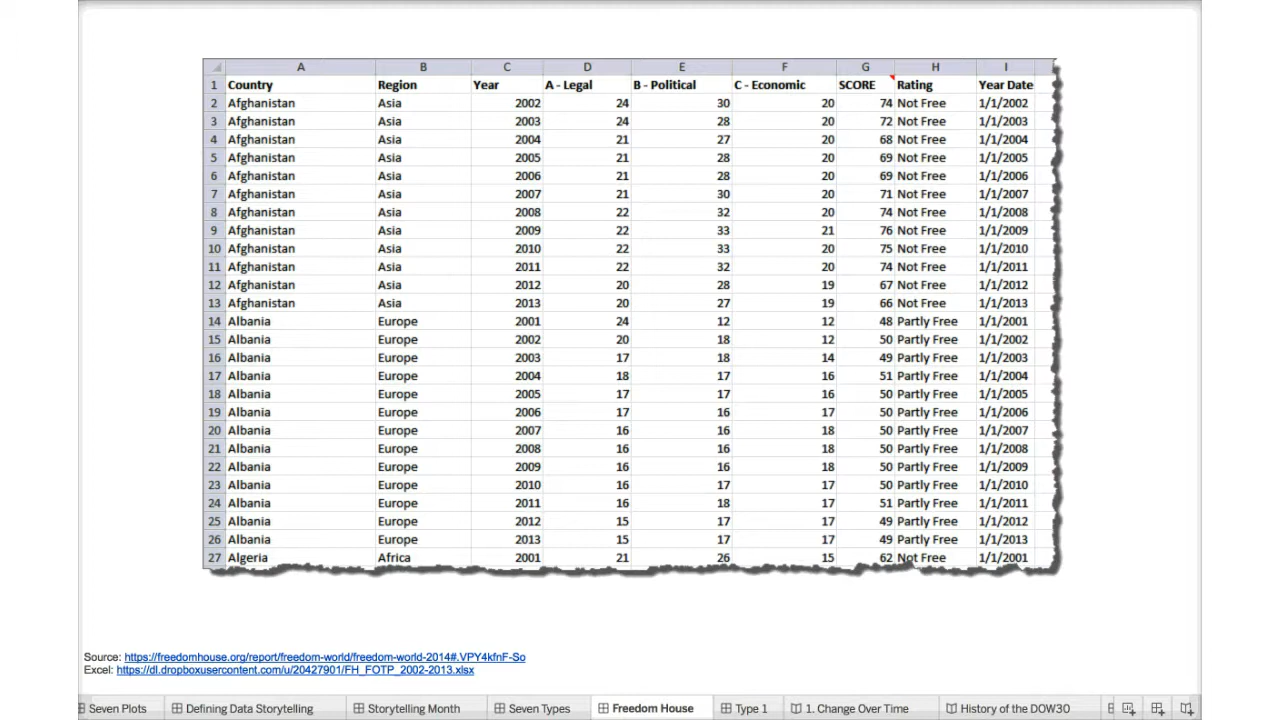 A B C D E F G H I
1 Country Region Year A - Legal B - Political C - Economic SCORE Rating Year Date
2 Afghanistan Asia 2002 24 30 20 74 Not Free 1/1/2002
3 Afghanistan Asia 2003 24 28 20 72 Not Free 1/1/2003
4 Afghanistan Asia 2004 21 27 20 68 Not Free 1/1/2004
5 Afghanistan Asia 2005 21 28 20 69 Not Free 1/1/2005
6 Afghanistan Asia 2006 21 28 20 69 Not Free 1/1/2006
7 Afghanistan Asia 2007 21 30 20 71 Not Free 1/1/2007
8 Afghanistan Asia 2008 22 32 20 74 Not Free 1/1/2008
9 Afghanistan Asia 2009 22 33 21 76 Not Free 1/1/2009
10 Afghanistan Asia 2010 22 33 20 75 Not Free 1/1/2010
11 Afghanistan Asia 2011 22 32 20 74 Not Free 1/1/2011
12 Afghanistan Asia 2012 20 28 19 67 Not Free 1/1/2012
13 Afghanistan Asia 2013 20 27 19 66 Not Free 1/1/2013
14 Albania Europe 2001 24 12 12 48 Partly Free 1/1/2001
15 Albania Europe 2002 20 18 12 50 Partly Free 1/1/2002
16 Albania Europe 2003 17 18 14 49 Partly Free 1/1/2003
17 Albania Europe 2004 18 17 16 51 Partly Free 1/1/2004
18 Albania Europe 2005 17 17 16 50 Partly Free 1/1/2005
19 Albania Europe 2006 17 16 17 50 Partly Free 1/1/2006
20 Albania Europe 2007 16 16 18 50 Partly Free 1/1/2007
21 Albania Europe 2008 16 16 18 50 Partly Free 1/1/2008
22 Albania Europe 2009 16 16 18 50 Partly Free 1/1/2009
23 Albania Europe 2010 16 17 17 50 Partly Free 1/1/2010
24 Albania Europe 2011 16 18 17 51 Partly Free 1/1/2011
25 Albania Europe 2012 15 17 17 49 Partly Free 1/1/2012
26 Albania Europe 2013 15 17 17 49 Partly Free 1/1/2013
27 Algeria Africa 2001 21 26 15 62 Not Free 1/1/2001
Source: https://freedomhouse.org/report/freedom-world/freedom-world-2014#.VPY4kfnF-So
Excel: https://dl.dropboxusercontent.com/u/20427901/FH_FOTP_2002-2013.xlsx
Seven Plots Defining Data Storytelling Storytelling Month Seven Types Freedom House Type 1 1. Change Over Time History of the DOW30